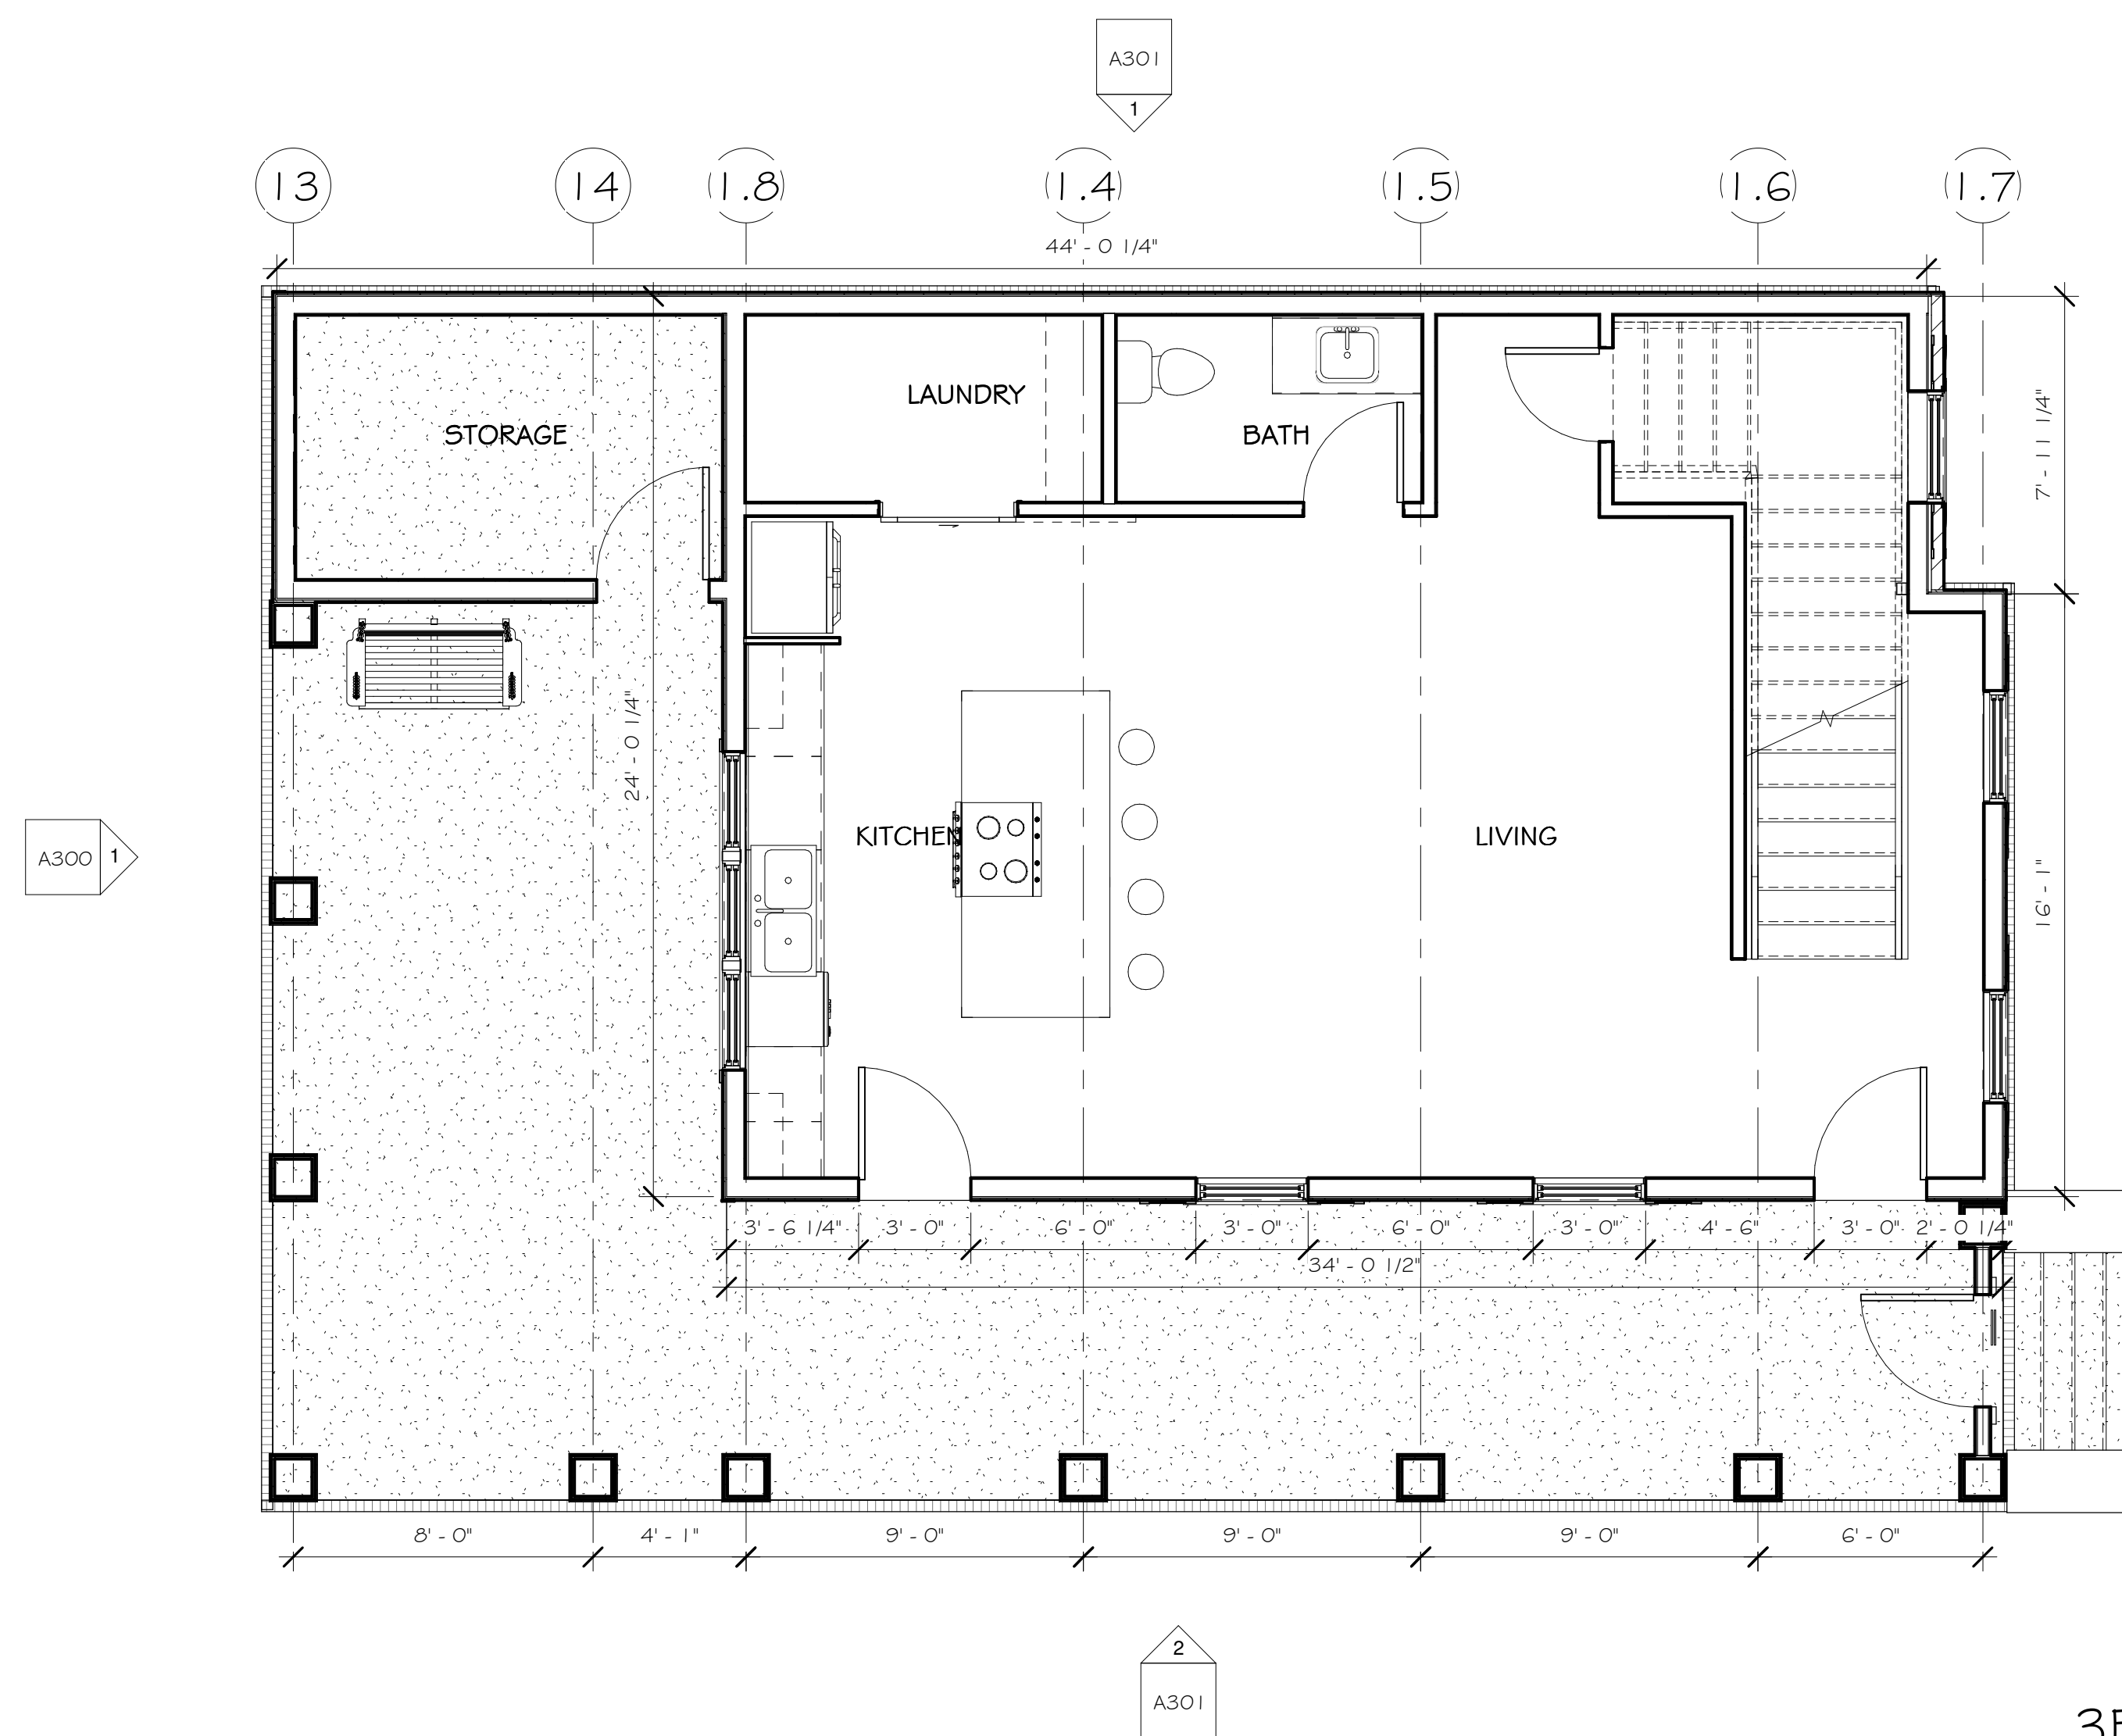 A301
1
13 14 1.8 1.4 1.5 1.6 1.7
44' - 0 1/4"
7' - 11 1/4"
LAUNDRY
STORAGE
BATH
24' - 0 1/4"
KITCHEN
LIVING
A300 1
16' - 1"
3' - 6 1/4" 3' - 0" 6' - 0" 3' - 0" 6' - 0" 3' - 0" 4' - 6" 3' - 0" 2' - 0 1/4"
34' - 0 1/2"
8' - 0" 4' - 1" 9' - 0" 9' - 0" 9' - 0" 6' - 0"
2
A301